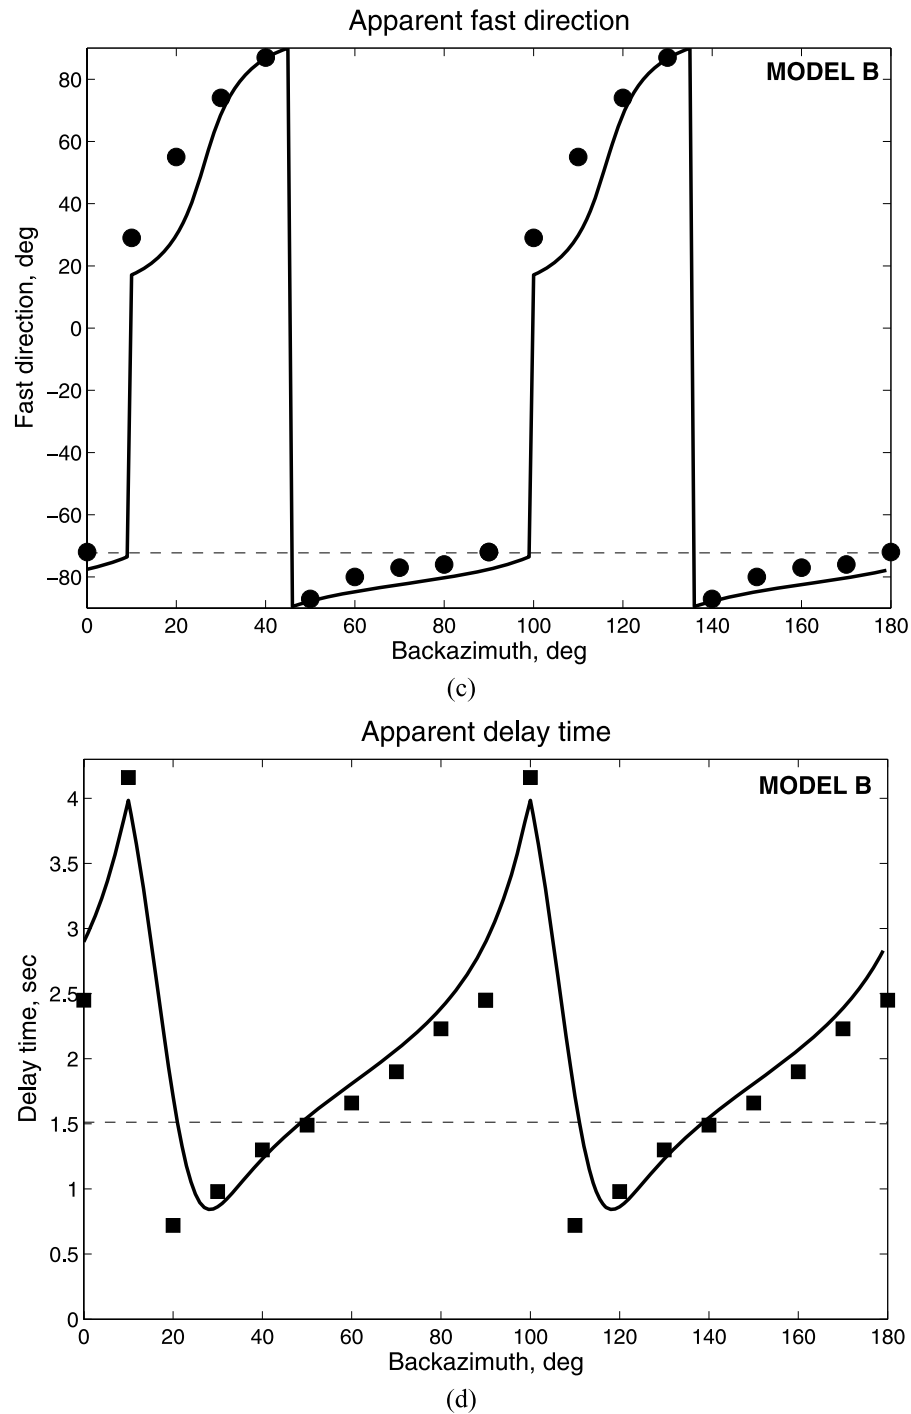 Apparent fast direction
MODEL B
80
60
40
20
0
−20
−40
−60
−80
Fast direction, deg
0 20 40 60 80 100 120 140 160 180
Backazimuth, deg
(c)
Apparent delay time
MODEL B
4
3.5
3
2.5
2
1.5
1
0.5
0
Delay time, sec
0 20 40 60 80 100 120 140 160 180
Backazimuth, deg
(d)